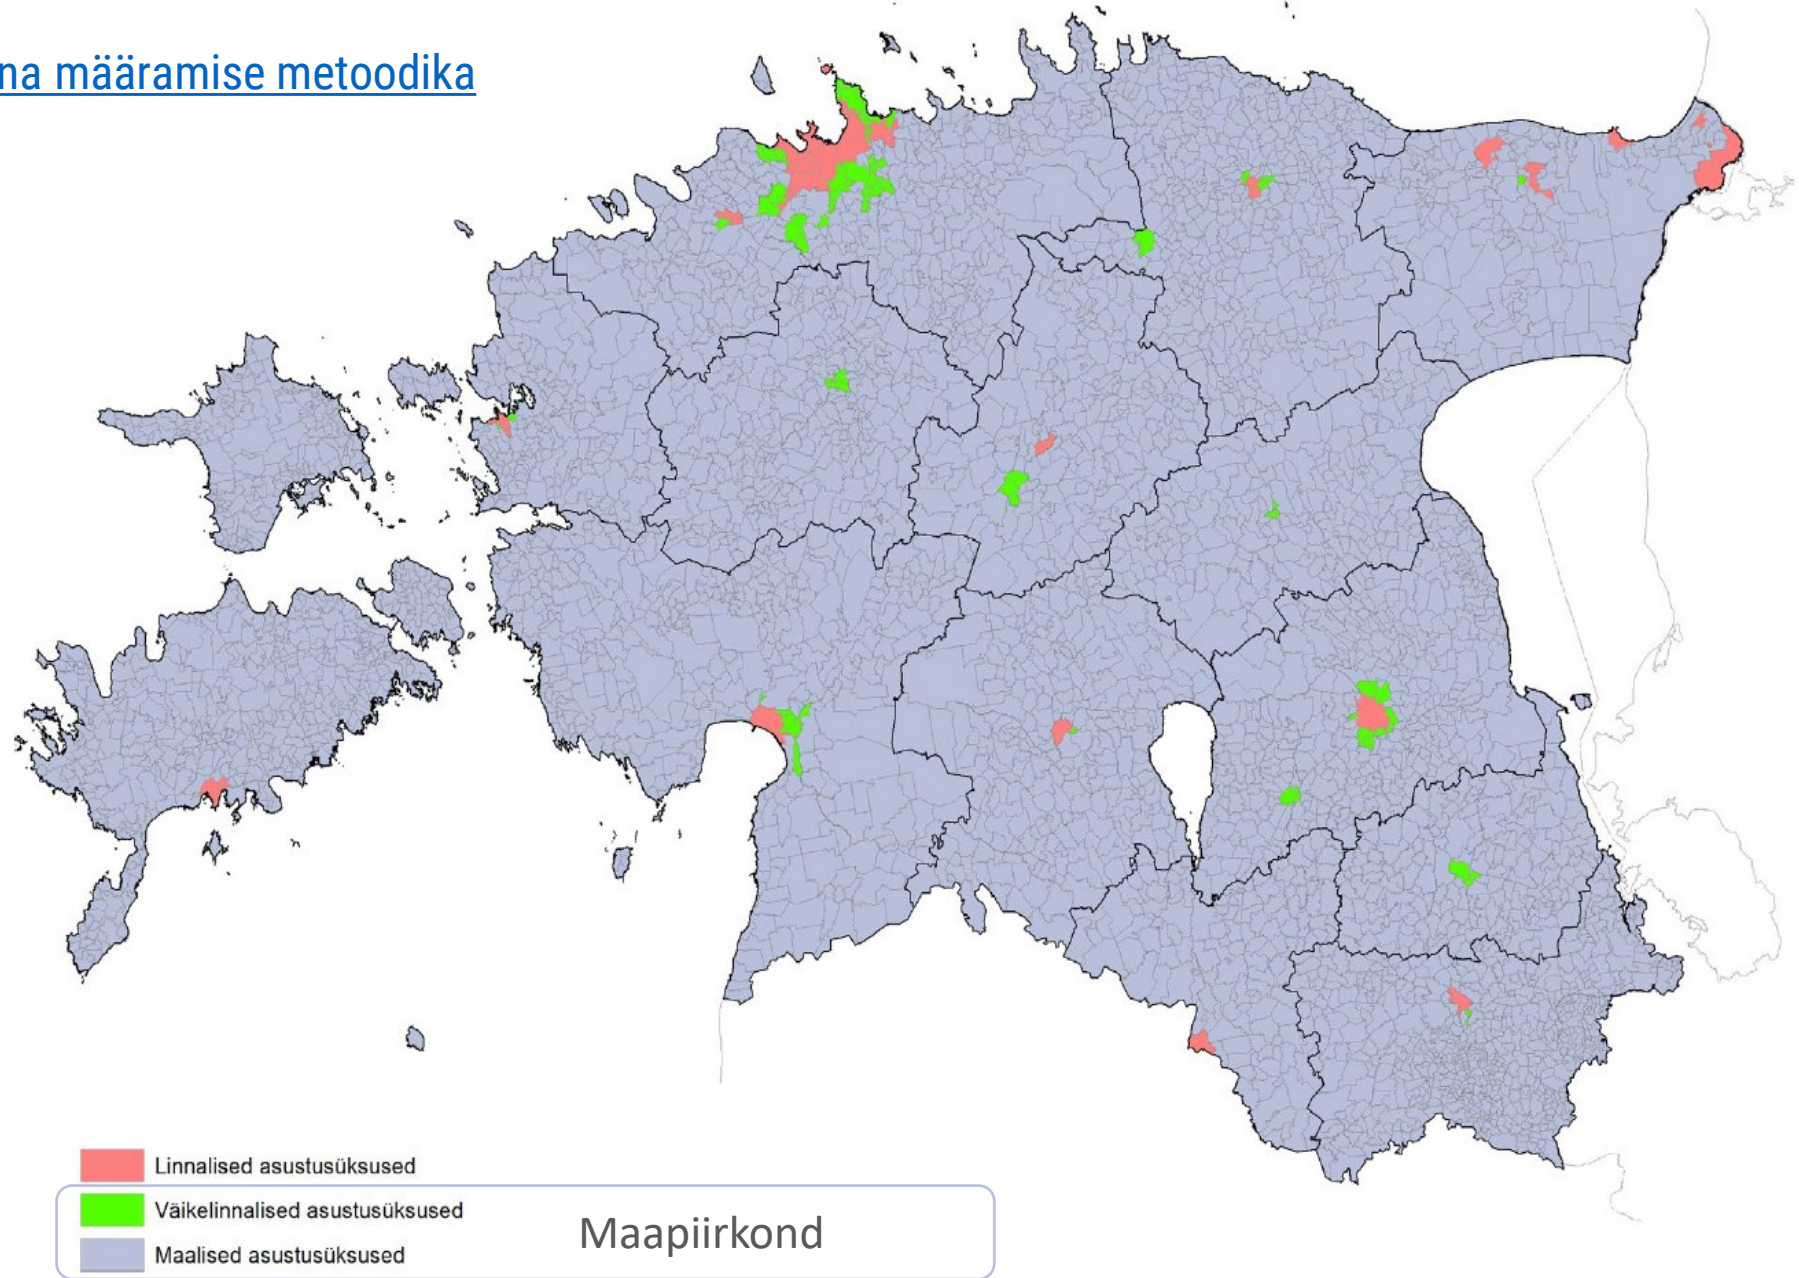 na määramise metoodika
Linnalised asustusüksused
Väikelinnalised asustusüksused
Maapiirkond
Maalised asustusüksused